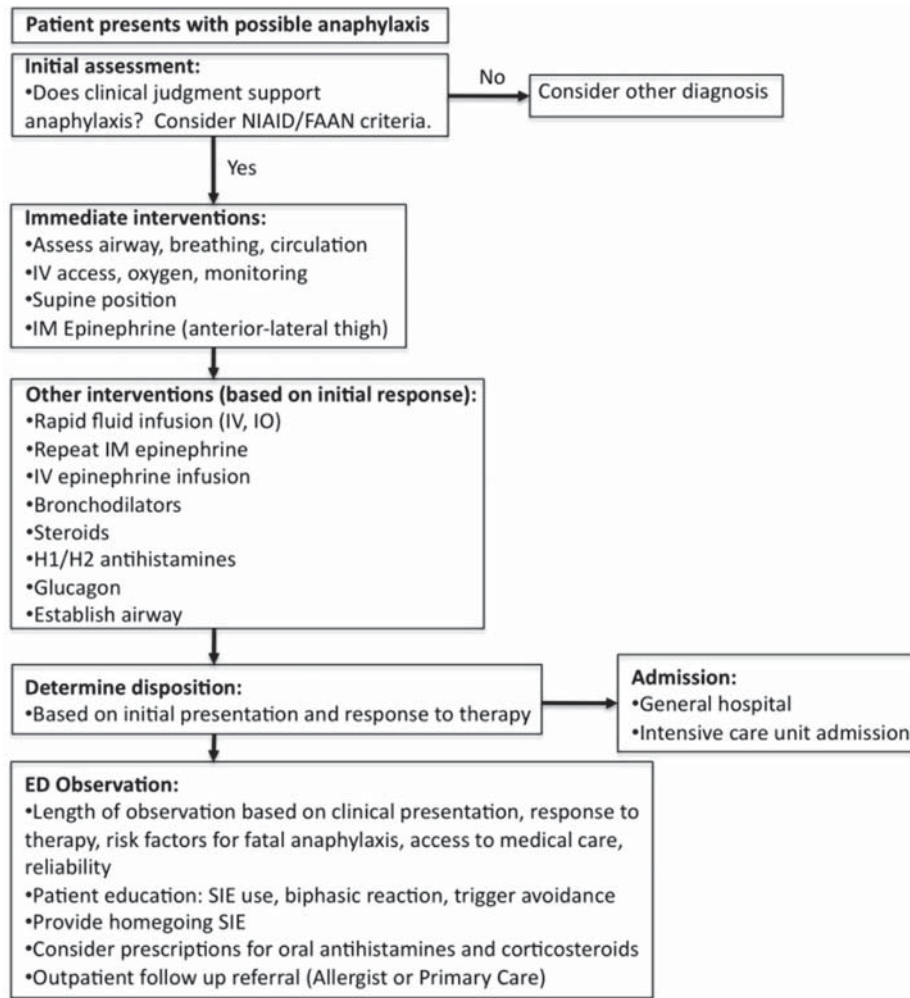 Patient presents with possible anaphylaxis
Initial assessment:
•Does clinical judgment support
anaphylaxis? Consider NIAID/FAAN criteria.
No
Consider other diagnosis
Yes
Immediate interventions:
•Assess airway, breathing, circulation
•IV access, oxygen, monitoring
•Supine position
•IM Epinephrine (anterior-lateral thigh)
Other interventions (based on initial response):
•Rapid fluid infusion (IV, IO)
•Repeat IM epinephrine
•IV epinephrine infusion
•Bronchodilators
•Steroids
•H1/H2 antihistamines
•Glucagon
•Establish airway
Determine disposition:
•Based on initial presentation and response to therapy
Admission:
•General hospital
•Intensive care unit admission
ED Observation:
•Length of observation based on clinical presentation, response to
therapy, risk factors for fatal anaphylaxis, access to medical care,
reliability
•Patient education: SIE use, biphasic reaction, trigger avoidance
•Provide homegoing SIE
•Consider prescriptions for oral antihistamines and corticosteroids
•Outpatient follow up referral (Allergist or Primary Care)